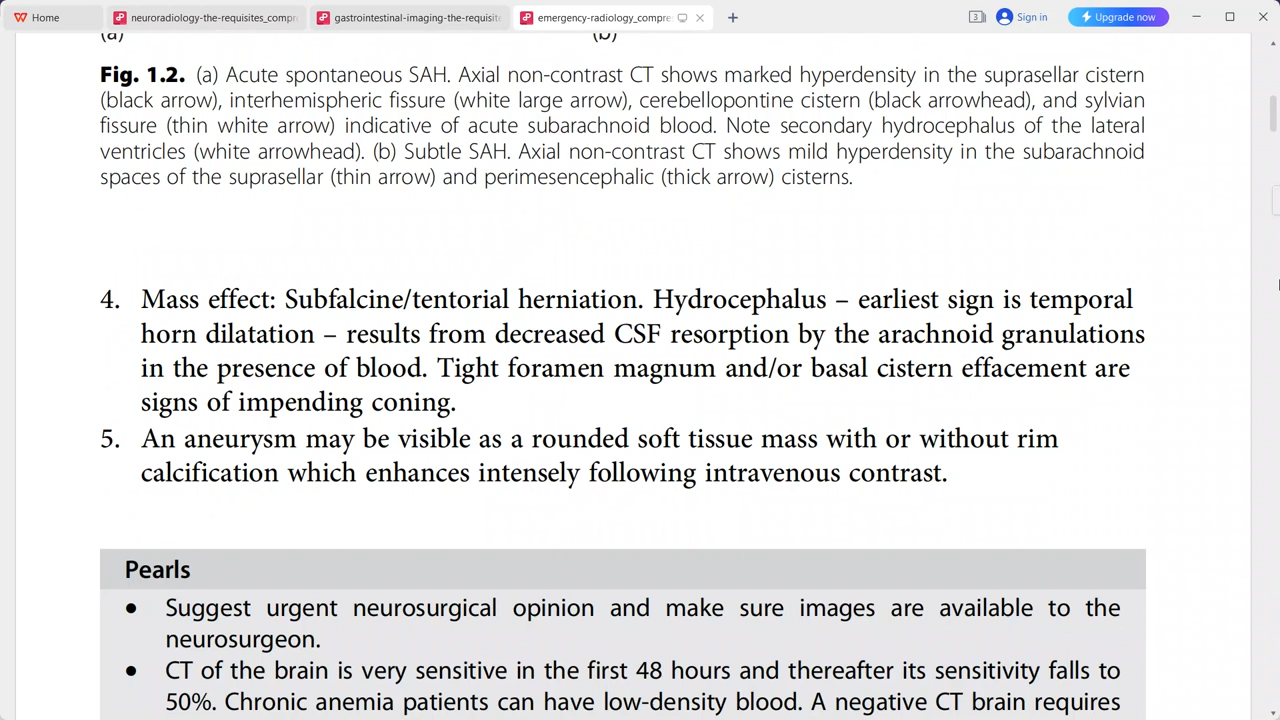 Home
neuroradiology-the-requisites_compre
gastrointestinal-imaging-the-requisite
emergency-radiology_compre
3
Sign in
Upgrade now
(a) (b)
Fig. 1.2. (a) Acute spontaneous SAH. Axial non-contrast CT shows marked hyperdensity in the suprasellar cistern
(black arrow), interhemispheric fissure (white large arrow), cerebellopontine cistern (black arrowhead), and sylvian
fissure (thin white arrow) indicative of acute subarachnoid blood. Note secondary hydrocephalus of the lateral
ventricles (white arrowhead). (b) Subtle SAH. Axial non-contrast CT shows mild hyperdensity in the subarachnoid
spaces of the suprasellar (thin arrow) and perimesencephalic (thick arrow) cisterns.
4. Mass effect: Subfalcine/tentorial herniation. Hydrocephalus – earliest sign is temporal
horn dilatation – results from decreased CSF resorption by the arachnoid granulations
in the presence of blood. Tight foramen magnum and/or basal cistern effacement are
signs of impending coning.
5. An aneurysm may be visible as a rounded soft tissue mass with or without rim
calcification which enhances intensely following intravenous contrast.
Pearls
• Suggest urgent neurosurgical opinion and make sure images are available to the
neurosurgeon.
• CT of the brain is very sensitive in the first 48 hours and thereafter its sensitivity falls to
50%. Chronic anemia patients can have low-density blood. A negative CT brain requires